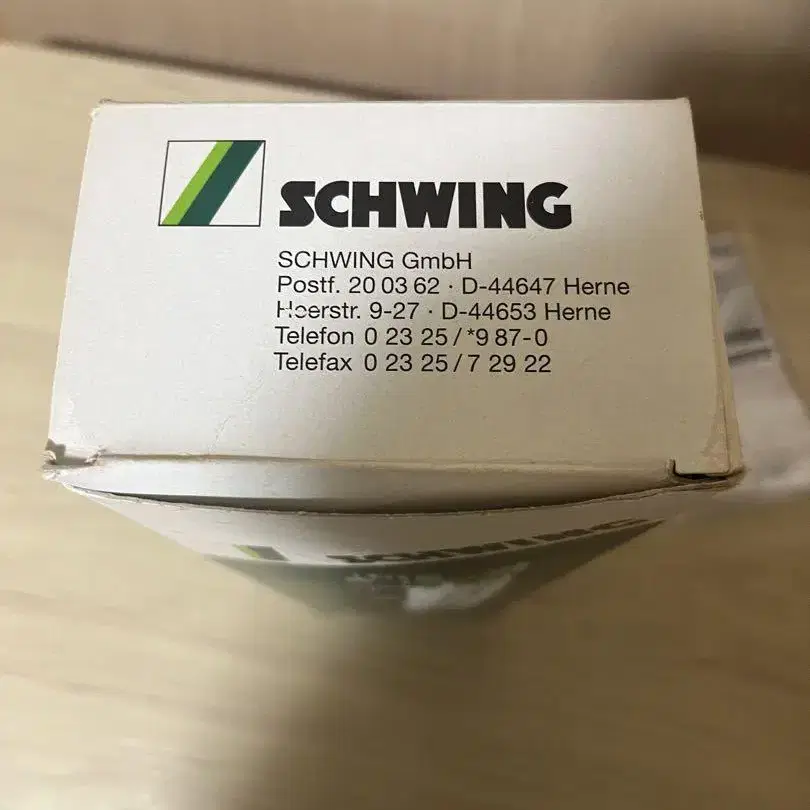 SCHWING
SCHWING GmbH
Postf. 20 03 62 · D-44647 Herne
Heerstr. 9-27 · D-44653 Herne
Telefon 0 23 25 / *9 87-0
Telefax 0 23 25 / 7 29 22
SCHWING